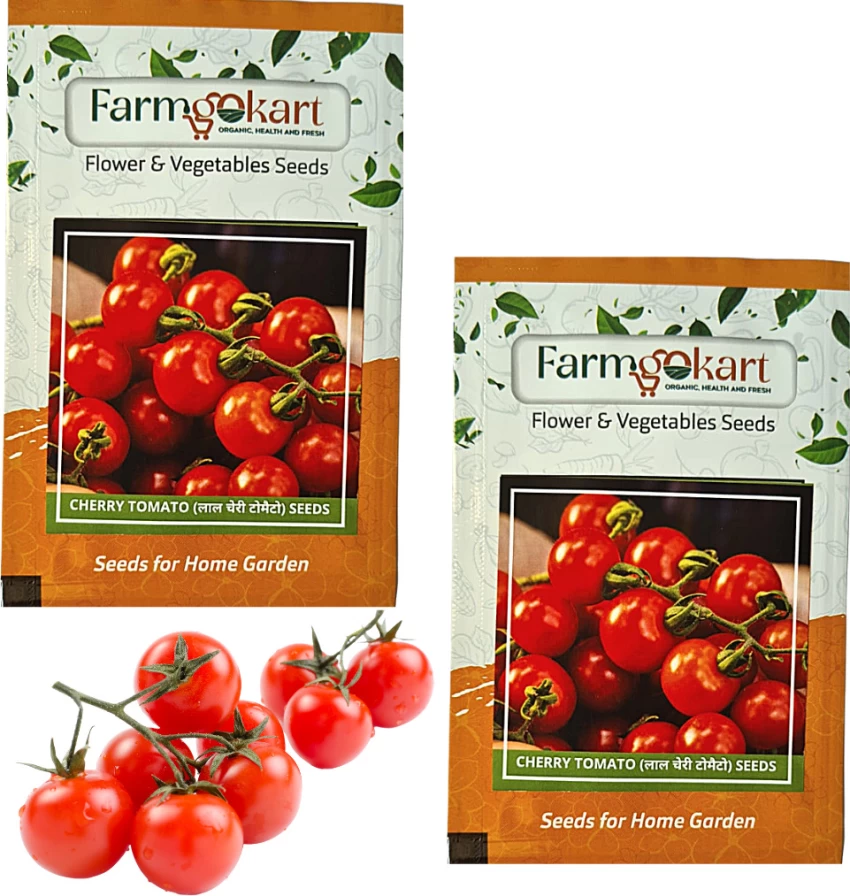 Farmgokart
ORGANIC, HEALTH AND FRESH
Flower & Vegetables Seeds
CHERRY TOMATO (लाल चेरी टोमैटो) SEEDS
Seeds for Home Garden
Farmgokart
ORGANIC, HEALTH AND FRESH
Flower & Vegetables Seeds
CHERRY TOMATO (लाल चेरी टोमैटो) SEEDS
Seeds for Home Garden